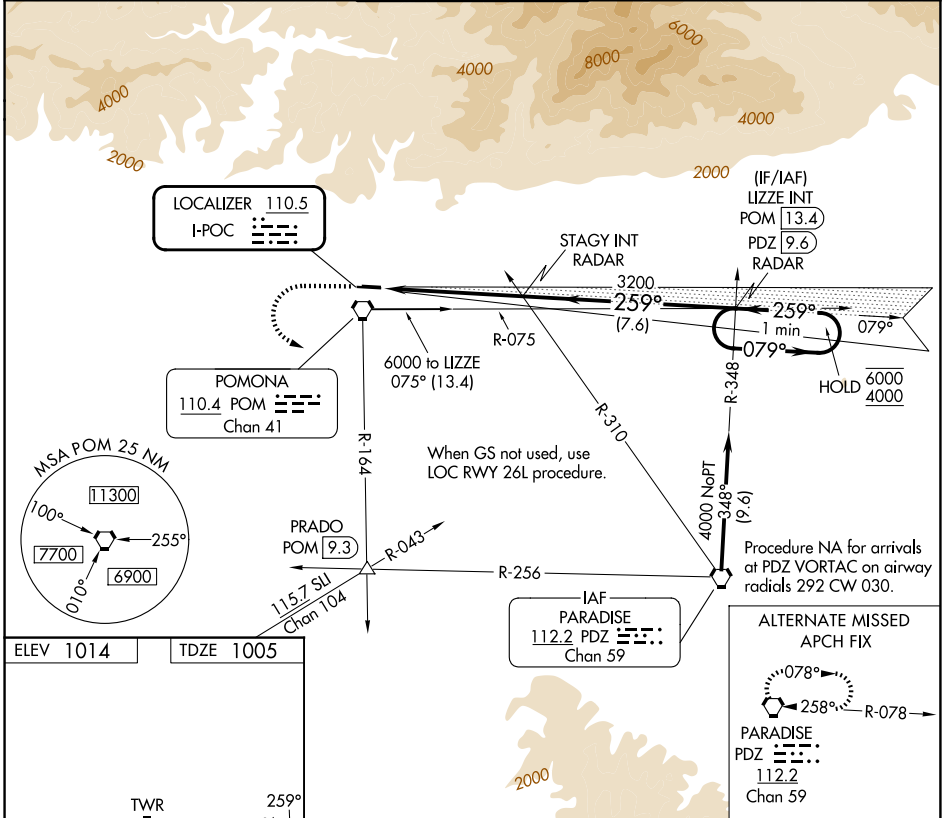 6000
8000
4000
4000
4000
2000
2000
(IF/IAF)
LIZZE INT
POM 13.4
PDZ 9.6
RADAR
LOCALIZER 110.5
I-POC
STAGY INT
RADAR
3200
259°
(7.6)
259°
1 min
079°
079°
R-075
6000 to LIZZE
075° (13.4)
HOLD 6000
4000
POMONA
110.4 POM
Chan 41
R-348
R-310
R-164
When GS not used, use
LOC RWY 26L procedure.
MSA POM 25 NM
11300
100°
255°
7700
6900
010°
4000 NoPT
348°
(9.6)
PRADO
POM 9.3
R-043
115.7 SLI
Chan 104
R-256
Procedure NA for arrivals
at PDZ VORTAC on airway
radials 292 CW 030.
IAF
PARADISE
112.2 PDZ
Chan 59
ALTERNATE MISSED
APCH FIX
078°
258°
R-078
PARADISE
PDZ
112.2
Chan 59
ELEV 1014
TDZE 1005
2000
TWR
259°